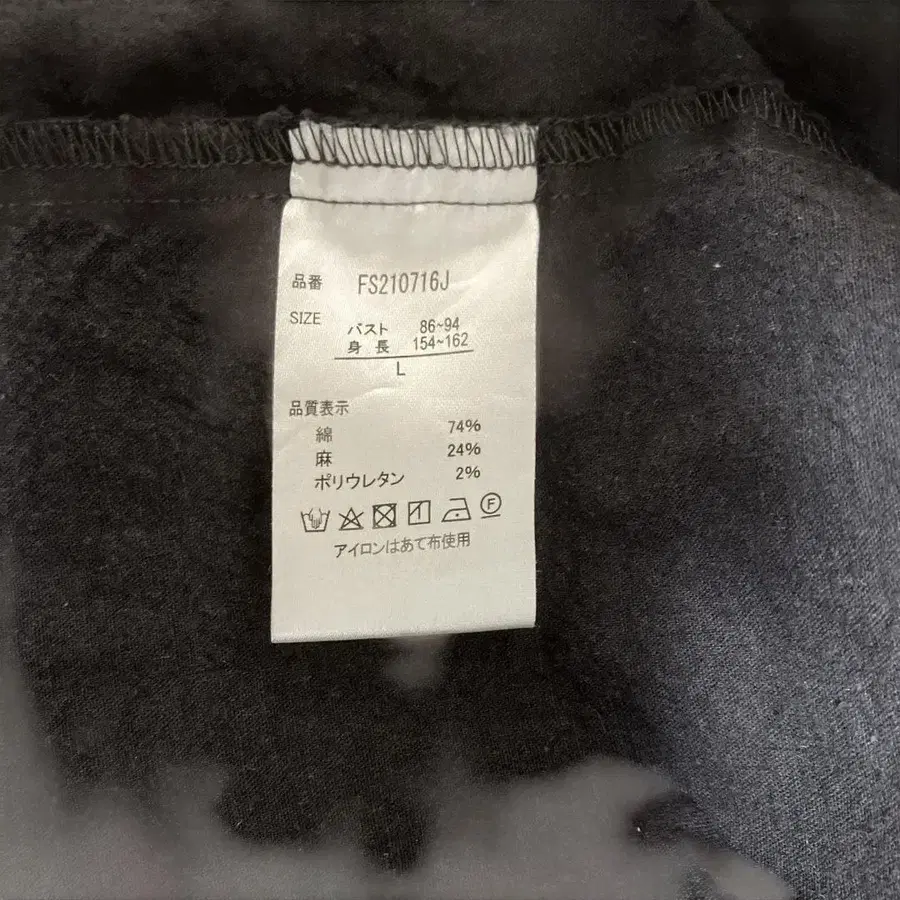 品番 FS210716J
SIZE バスト 86~94
身長 154~162
L
品質表示
綿 74%
麻 24%
ポリウレタン 2%
F
アイロンはあて布使用